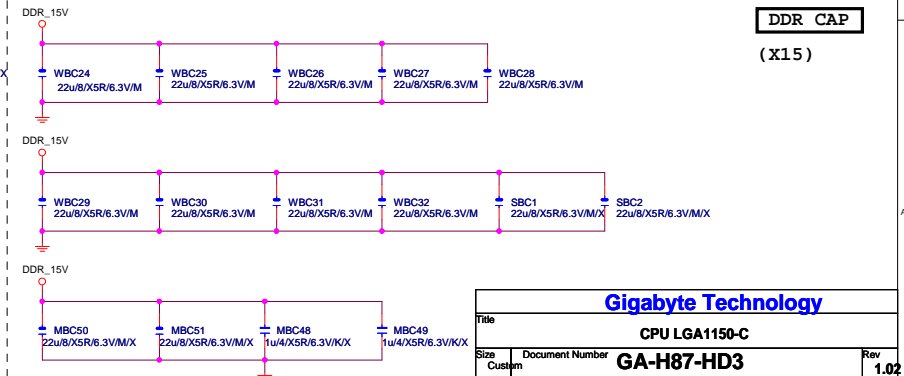 DDR_15V
DDR CAP
(X15)
X
WBC24
22u/8/X5R/6.3V/M
WBC25
22u/8/X5R/6.3V/M
WBC26
22u/8/X5R/6.3V/M
WBC27
22u/8/X5R/6.3V/M
WBC28
22u/8/X5R/6.3V/M
DDR_15V
WBC29
22u/8/X5R/6.3V/M
WBC30
22u/8/X5R/6.3V/M
WBC31
22u/8/X5R/6.3V/M
WBC32
22u/8/X5R/6.3V/M
SBC1
22u/8/X5R/6.3V/M/X
SBC2
22u/8/X5R/6.3V/M/X
A
DDR_15V
MBC50
22u/8/X5R/6.3V/M/X
MBC51
22u/8/X5R/6.3V/M/X
MBC48
1u/4/X5R/6.3V/K/X
MBC49
1u/4/X5R/6.3V/K/X
Gigabyte Technology
Title
CPU LGA1150-C
Size
Custom
Document Number
GA-H87-HD3
Rev
1.02